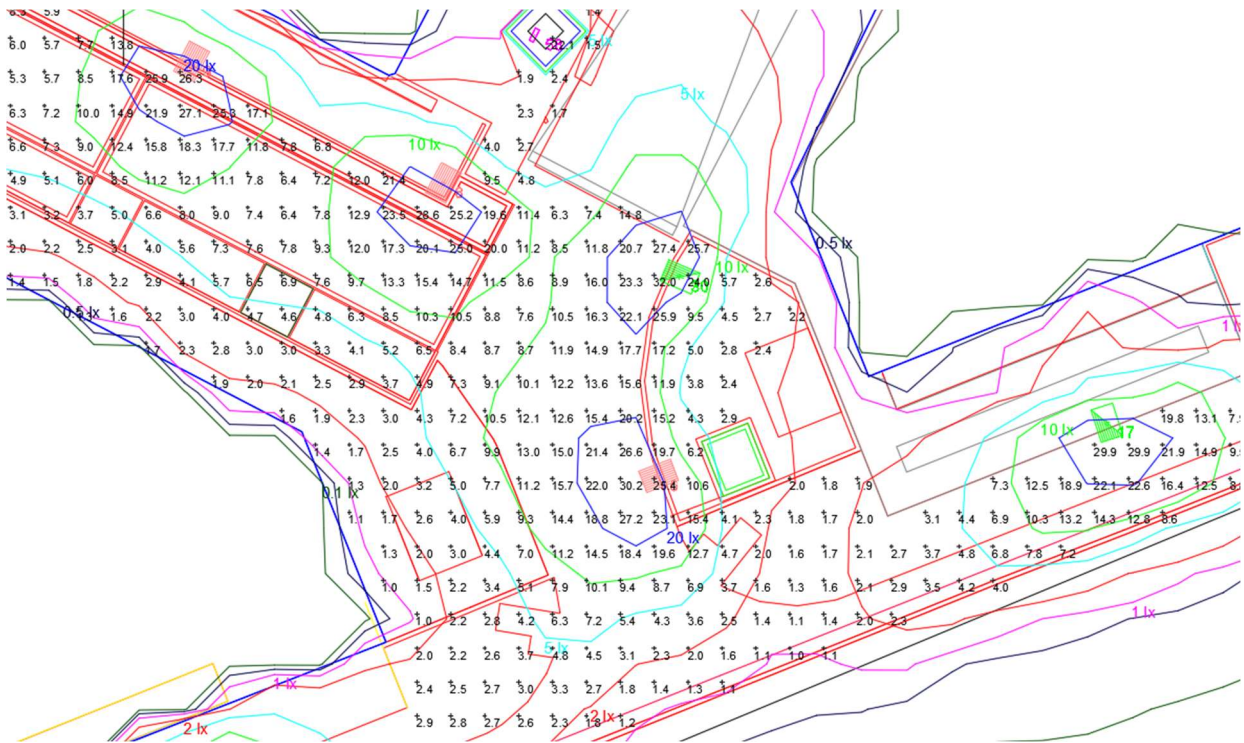 6.3 5.9 1.4
6.0 5.7 7.7 13.8 22.1 1.5 5 lx
20 lx
5.3 5.7 8.5 17.6 25.9 26.3 1.9 2.4
5 lx
6.3 7.2 10.0 14.9 21.9 27.1 25.3 17.1 2.3 1.7
6.6 7.3 9.0 12.4 15.8 18.3 17.7 11.8 7.8 6.8 10 lx 4.0 2.7
4.9 5.1 6.0 8.5 11.2 12.1 11.1 7.8 6.4 7.2 12.0 21.4 9.5 4.8
3.1 3.2 3.7 5.0 6.6 8.0 9.0 7.4 6.4 7.8 12.9 23.5 28.6 25.2 19.6 11.4 6.3 7.4 14.8
2.0 2.2 2.5 3.1 4.0 5.6 7.3 7.6 7.8 9.3 12.0 17.3 20.1 25.0 20.0 11.2 8.5 11.8 20.7 27.4 25.7 0.5 lx
10 lx
1.4 1.5 1.8 2.2 2.9 4.1 5.7 6.5 6.9 7.6 9.7 13.3 15.4 14.7 11.5 8.6 8.9 16.0 23.3 32.0 24.0 5.7 2.6
0.5 lx 1.6 2.2 3.0 4.0 4.7 4.6 4.8 6.3 8.5 10.3 10.5 8.8 7.6 10.5 16.3 22.1 25.9 9.5 4.5 2.7 2.2
1 lx
1.7 2.3 2.8 3.0 3.0 3.3 4.1 5.2 6.5 8.4 8.7 8.7 11.9 14.9 17.7 17.2 5.0 2.8 2.4
1.9 2.0 2.1 2.5 2.9 3.7 4.9 7.3 9.1 10.1 12.2 13.6 15.6 11.9 3.8 2.4
1.6 1.9 2.3 3.0 4.3 7.2 10.5 12.1 12.6 15.4 20.2 15.2 4.3 2.9 19.8 13.1
10 lx 17
1.4 1.7 2.5 4.0 6.7 9.9 13.0 15.0 21.4 26.6 19.7 6.2 29.9 29.9 21.9 14.9
0.1 lx 1.3 2.0 3.2 5.0 7.7 11.2 15.7 22.0 30.2 25.4 10.6 2.0 1.8 1.9 7.3 12.5 18.9 22.1 22.6 16.4 12.5
1.1 1.7 2.6 4.0 5.9 9.3 14.4 18.8 27.2 23.1 15.4 4.1 2.3 1.8 1.7 2.0 3.1 4.4 6.9 10.3 13.2 14.3 12.8 8.6
20 lx
1.3 2.0 3.0 4.4 7.0 11.2 14.5 18.4 19.6 12.7 4.7 2.0 1.6 1.7 2.1 2.7 3.7 4.8 6.8 7.8 7.2
1.0 1.5 2.2 3.4 5.1 7.9 10.1 9.4 8.7 6.9 3.7 1.6 1.3 1.6 2.1 2.9 3.5 4.2 4.0
1 lx
1.0 2.2 2.8 4.2 6.3 7.2 5.4 4.3 3.6 2.5 1.4 1.1 1.4 2.0 2.3
5 lx
2.0 2.2 2.6 3.7 4.8 4.5 3.1 2.3 2.0 1.6 1.1 1.0 1.1
1 lx
2.4 2.5 2.7 3.0 3.3 2.7 1.8 1.4 1.3 1.1
2.9 2.8 2.7 2.6 2.3 1.8 2 lx 1.2
2 lx